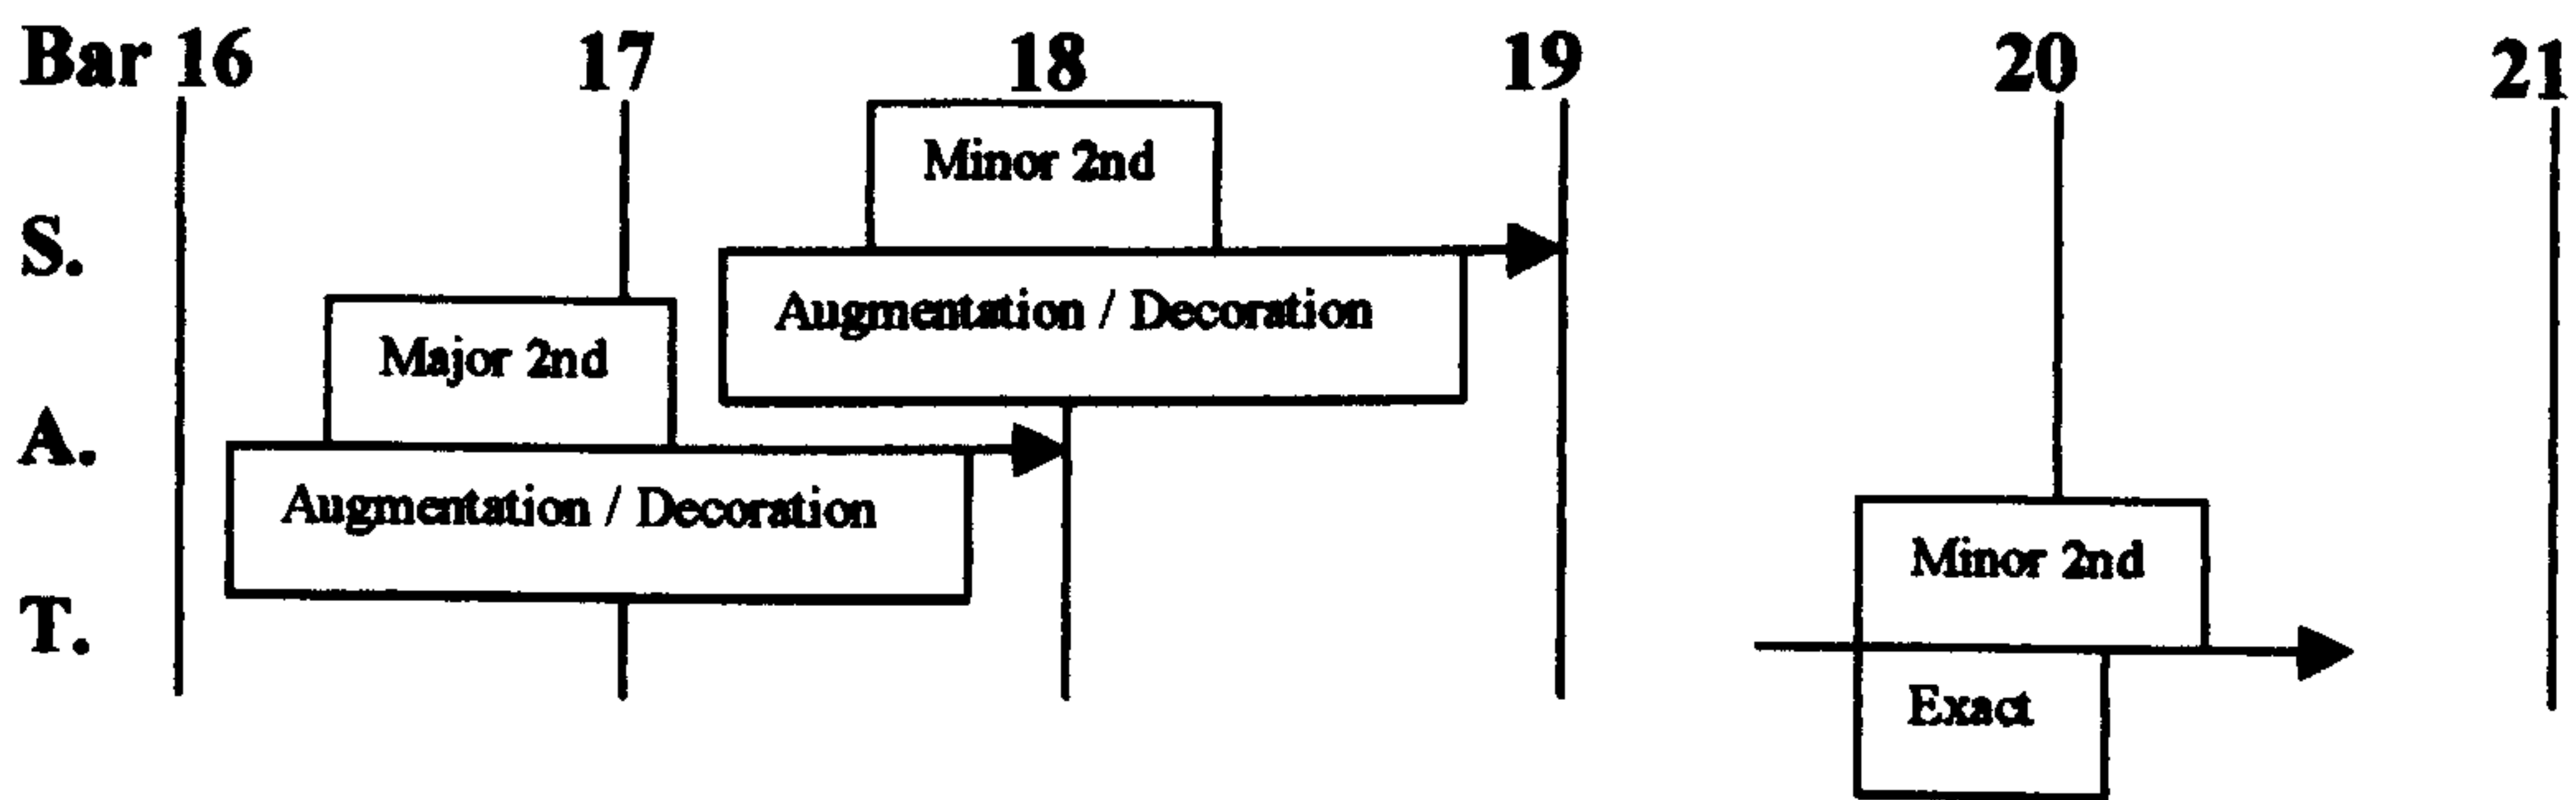 Bar 16 17 18 19 20 21
Minor 2nd
S.
Augmentation / Decoration
Major 2nd
A.
Augmentation / Decoration
Minor 2nd
T.
Exact